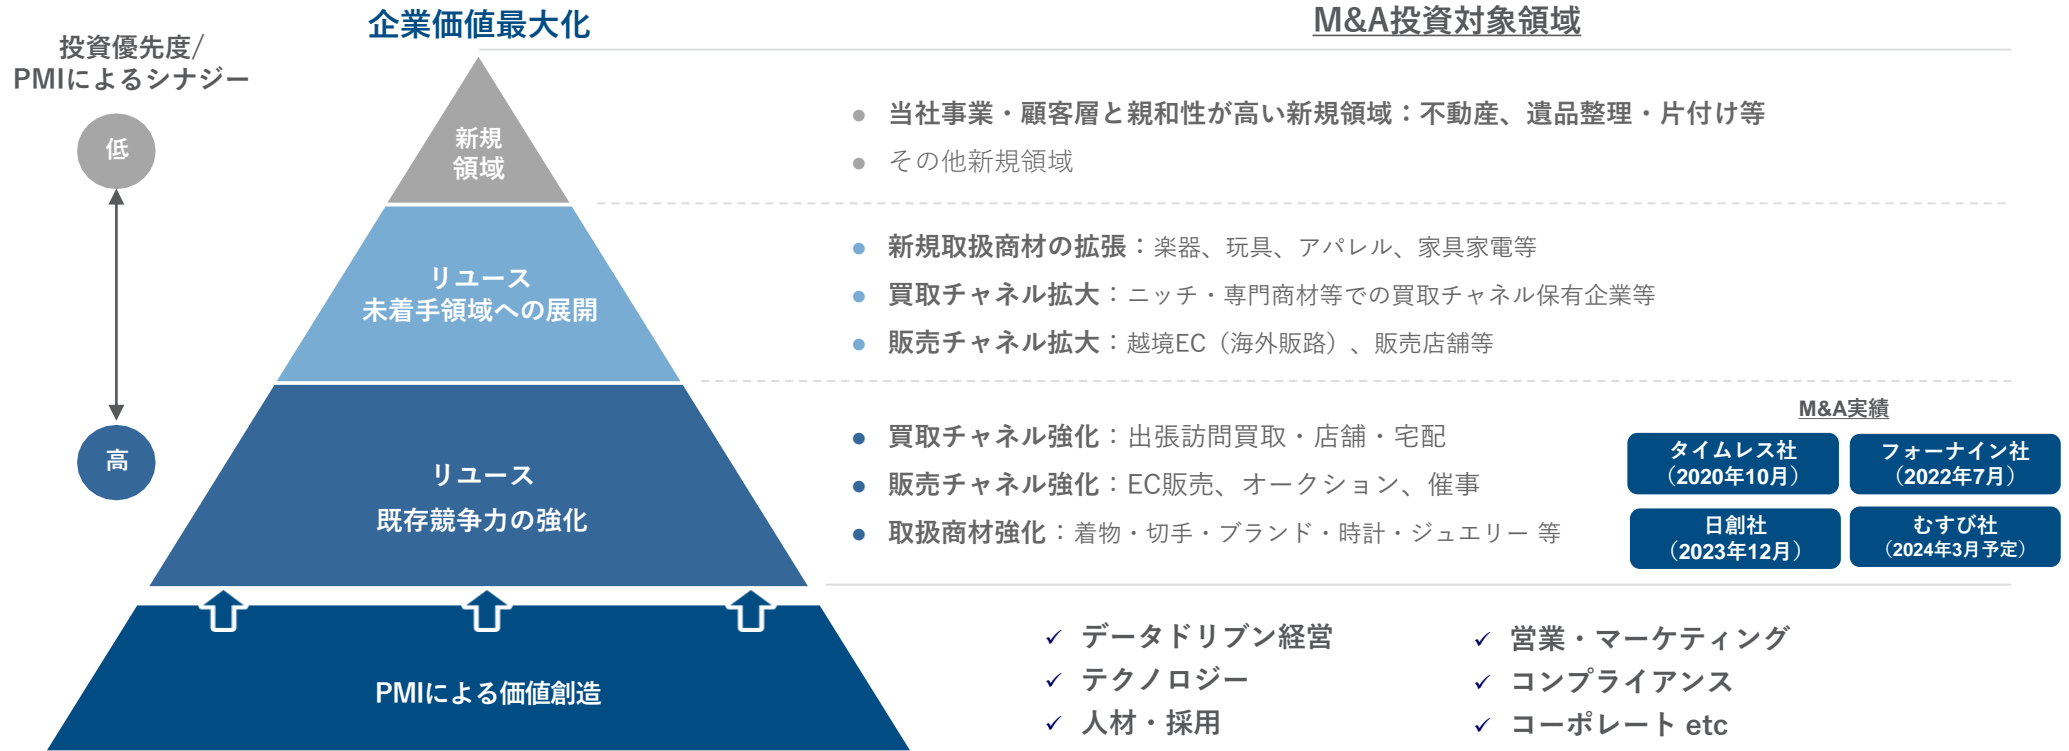 企業価値最大化
M&A投資対象領域
投資優先度/
PMIによるシナジー
低
高
新規
領域
● 当社事業・顧客層と親和性が高い新規領域：不動産、遺品整理・片付け等
● その他新規領域
リユース
未着手領域への展開
● 新規取扱商材の拡張：楽器、玩具、アパレル、家具家電等
● 買取チャネル拡大：ニッチ・専門商材等での買取チャネル保有企業等
● 販売チャネル拡大：越境EC（海外販路）、販売店舗等
リユース
既存競争力の強化
● 買取チャネル強化：出張訪問買取・店舗・宅配
● 販売チャネル強化：EC販売、オークション、催事
● 取扱商材強化：着物・切手・ブランド・時計・ジュエリー 等
M&A実績
タイムレス社
（2020年10月）
フォーナイン社
（2022年7月）
日創社
（2023年12月）
むすび社
（2024年3月予定）
PMIによる価値創造
✓ データドリブン経営
✓ テクノロジー
✓ 人材・採用
✓ 営業・マーケティング
✓ コンプライアンス
✓ コーポレート etc